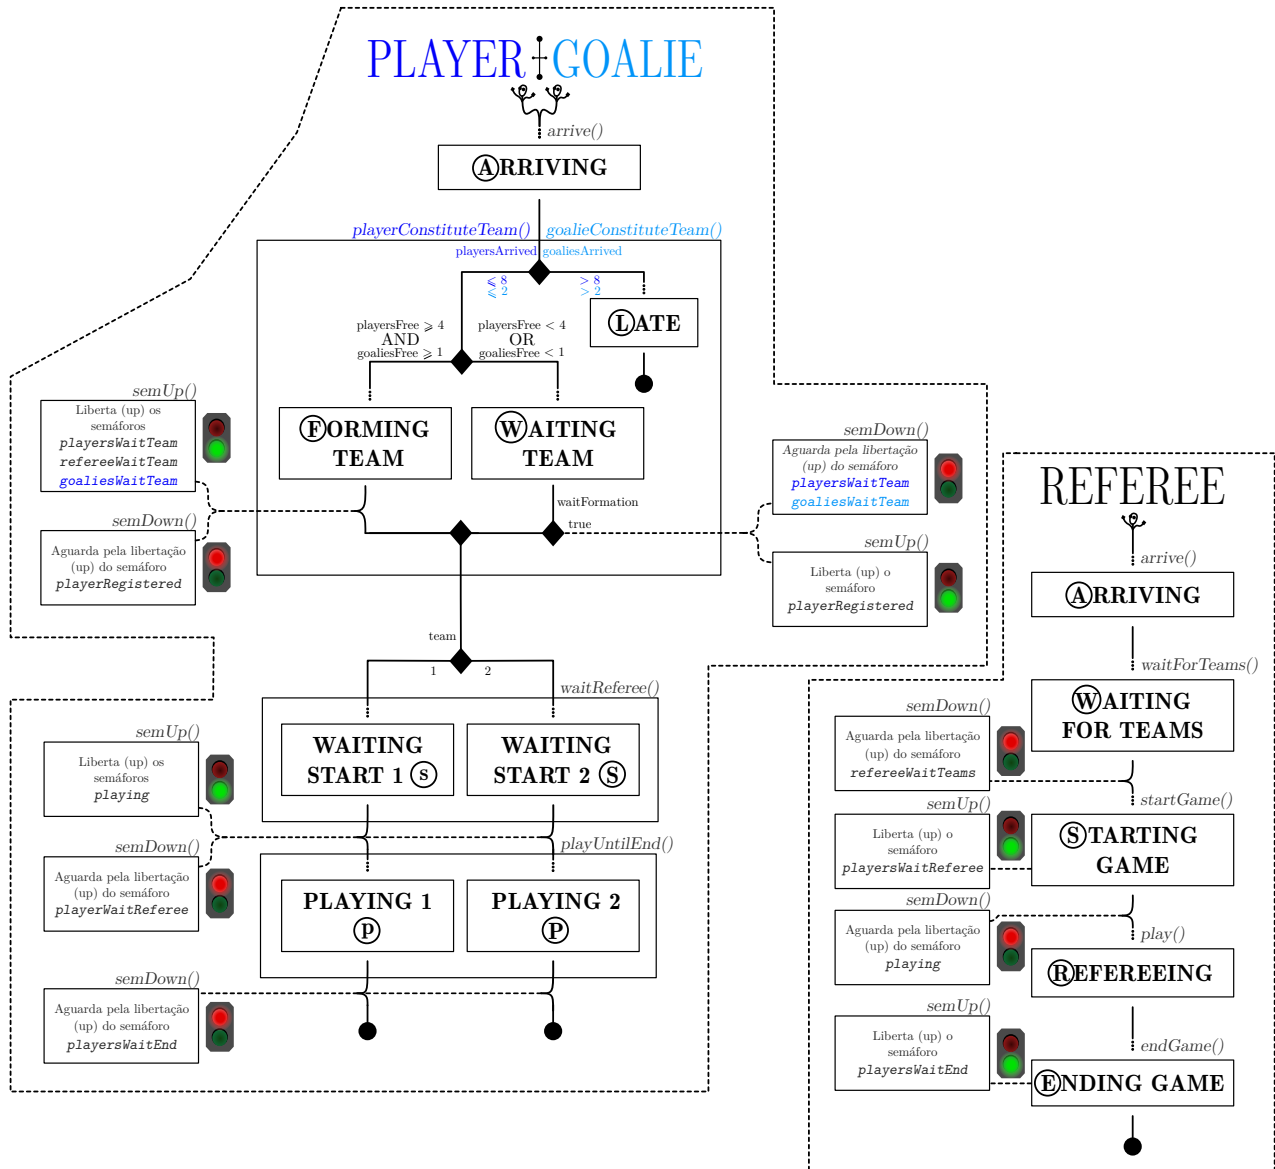 PLAYER GOALIE
arrive()
ARRIVING
playerConstituteTeam() goalieConstituteTeam()
playersArrived goaliesArrived
⩽ 8
⩽ 2
> 8
> 2
LATE
playersFree ⩾ 4
AND
goaliesFree ⩾ 1
playersFree < 4
OR
goaliesFree < 1
FORMING
TEAM
WAITING
TEAM
semUp()
Liberta (up) os
semáforos
playersWaitTeam
refereeWaitTeam
goaliesWaitTeam
semDown()
Aguarda pela libertação
(up) do semáforo
playerRegistered
waitFormation
true
semDown()
Aguarda pela libertação
(up) do semáforo
playersWaitTeam
goaliesWaitTeam
semUp()
Liberta (up) o
semáforo
playerRegistered
team
1 2
waitReferee()
WAITING
START 1 s
WAITING
START 2 S
semUp()
Liberta (up) os
semáforos
playing
semDown()
Aguarda pela libertação
(up) do semáforo
playerWaitReferee
playUntilEnd()
PLAYING 1
p
PLAYING 2
P
semDown()
Aguarda pela libertação
(up) do semáforo
playersWaitEnd
REFEREE
arrive()
ARRIVING
waitForTeams()
WAITING
FOR TEAMS
semDown()
Aguarda pela libertação
(up) do semáforo
refereeWaitTeams
startGame()
STARTING
GAME
semUp()
Liberta (up) o
semáforo
playersWaitReferee
semDown()
Aguarda pela libertação
(up) do semáforo
playing
play()
REFEREEING
semUp()
Liberta (up) o
semáforo
playersWaitEnd
endGame()
ENDING GAME